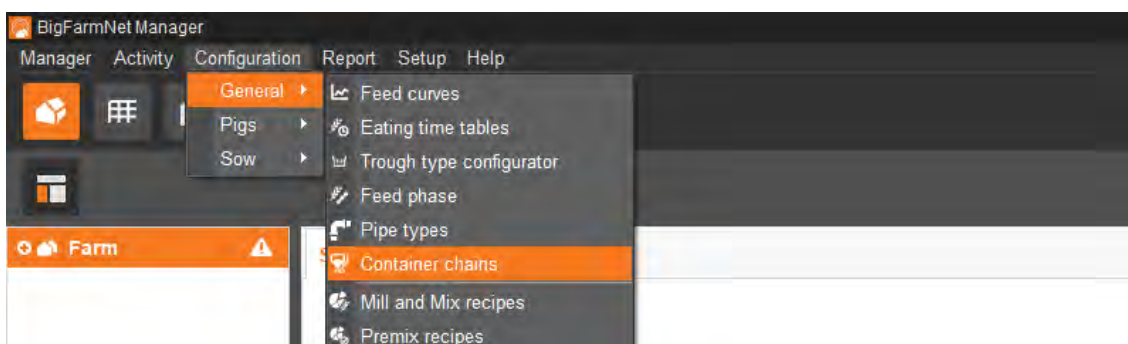 BigFarmNet Manager
Manager Activity Configuration Report Setup Help
General
Pigs
Sow
Feed curves
Eating time tables
Trough type configurator
Feed phase
Pipe types
Container chains
Mill and Mix recipes
Premix recipes
Farm